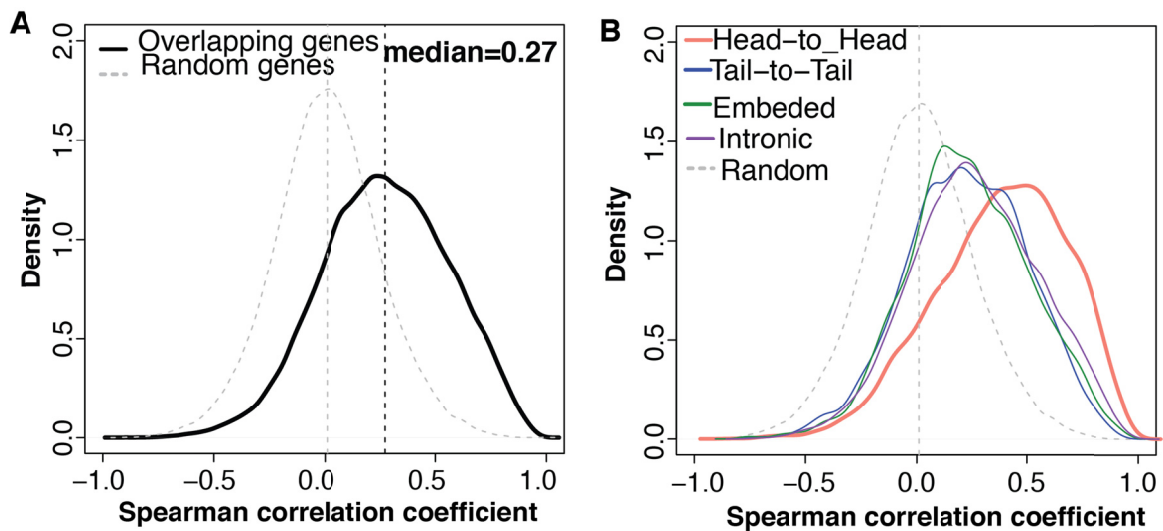 A
Overlapping genes
Random genes
median=0.27
2.0
1.5
1.0
0.5
0.0
Density
−1.0 −0.5 0.0 0.5 1.0
Spearman correlation coefficient
B
Head−to_Head
Tail−to−Tail
Embeded
Intronic
Random
2.0
1.5
1.0
0.5
0.0
Density
−1.0 −0.5 0.0 0.5 1.0
Spearman correlation coefficient